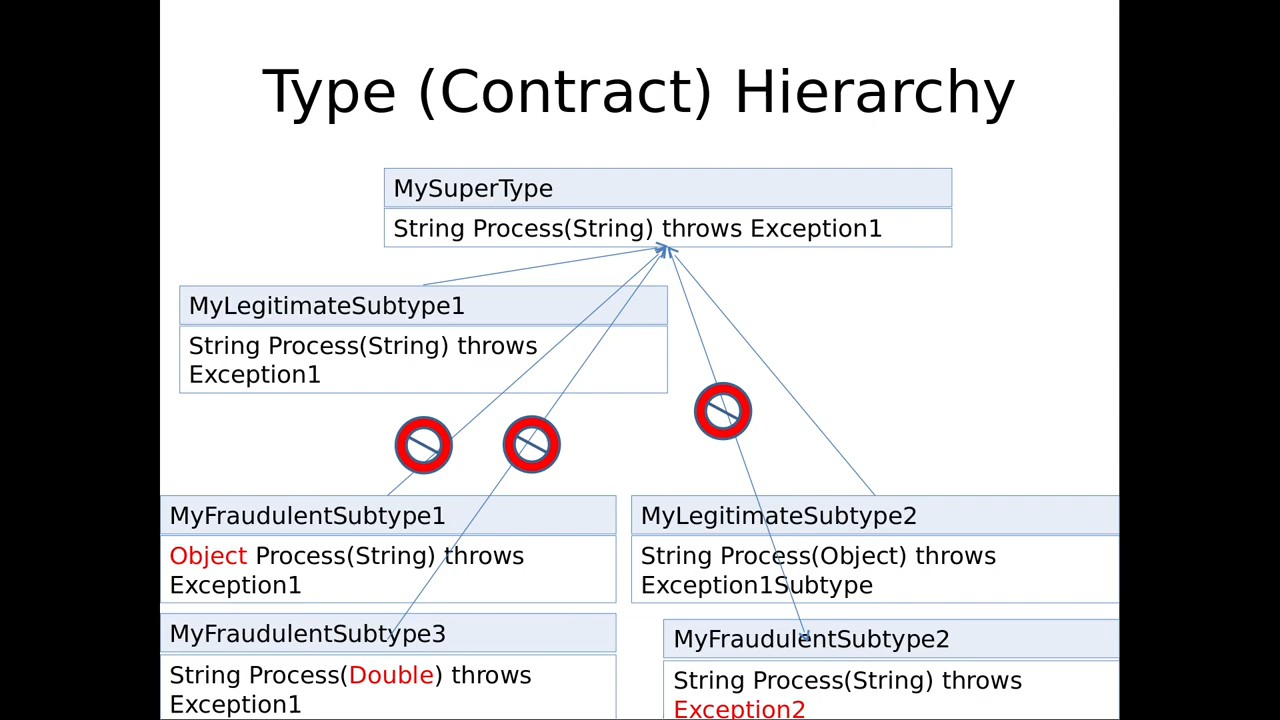 Type (Contract) Hierarchy
MySuperType
String Process(String) throws Exception1
MyLegitimateSubtype1
String Process(String) throws
Exception1
MyFraudulentSubtype1
Object Process(String) throws
Exception1
MyLegitimateSubtype2
String Process(Object) throws
Exception1Subtype
MyFraudulentSubtype3
String Process(Double) throws
Exception1
MyFraudulentSubtype2
String Process(String) throws
Exception2